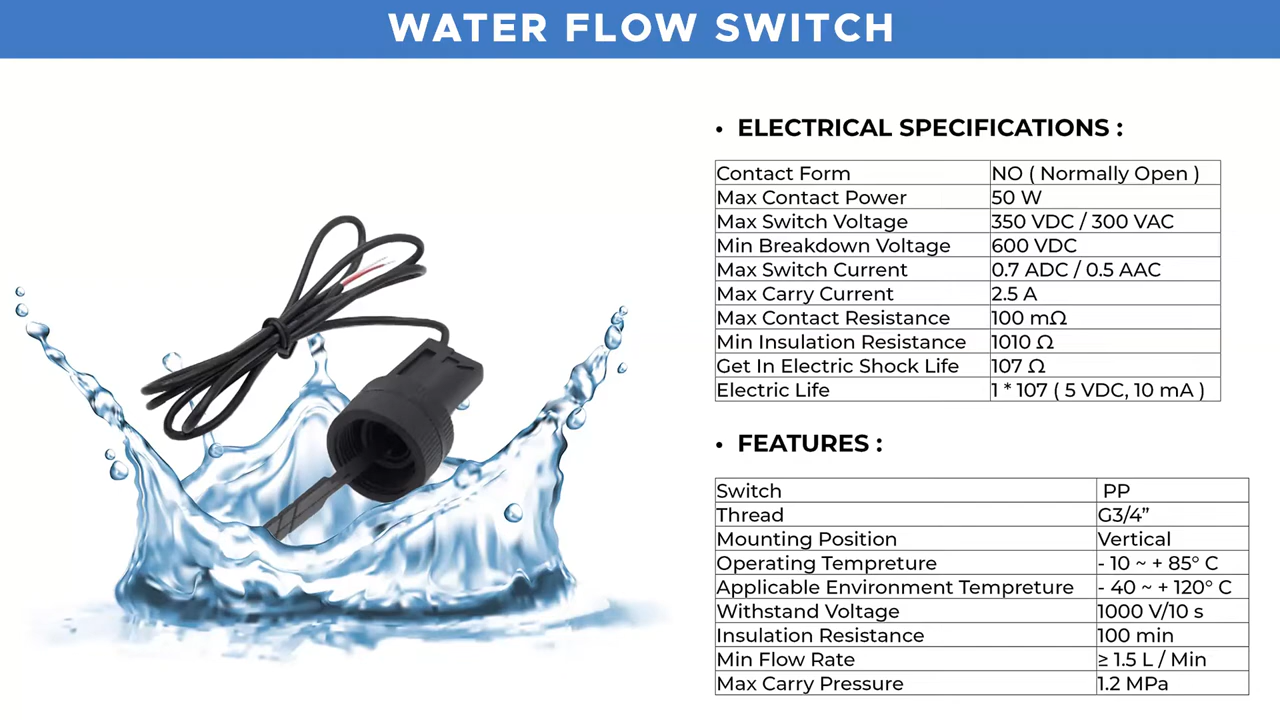 WATER FLOW SWITCH
• ELECTRICAL SPECIFICATIONS :
Contact Form NO ( Normally Open )
Max Contact Power 50 W
Max Switch Voltage 350 VDC / 300 VAC
Min Breakdown Voltage 600 VDC
Max Switch Current 0.7 ADC / 0.5 AAC
Max Carry Current 2.5 A
Max Contact Resistance 100 mΩ
Min Insulation Resistance 1010 Ω
Get In Electric Shock Life 107 Ω
Electric Life 1 * 107 ( 5 VDC, 10 mA )
• FEATURES :
Switch PP
Thread G3/4”
Mounting Position Vertical
Operating Tempreture - 10 ~ + 85° C
Applicable Environment Tempreture - 40 ~ + 120° C
Withstand Voltage 1000 V/10 s
Insulation Resistance 100 min
Min Flow Rate ≥ 1.5 L / Min
Max Carry Pressure 1.2 MPa